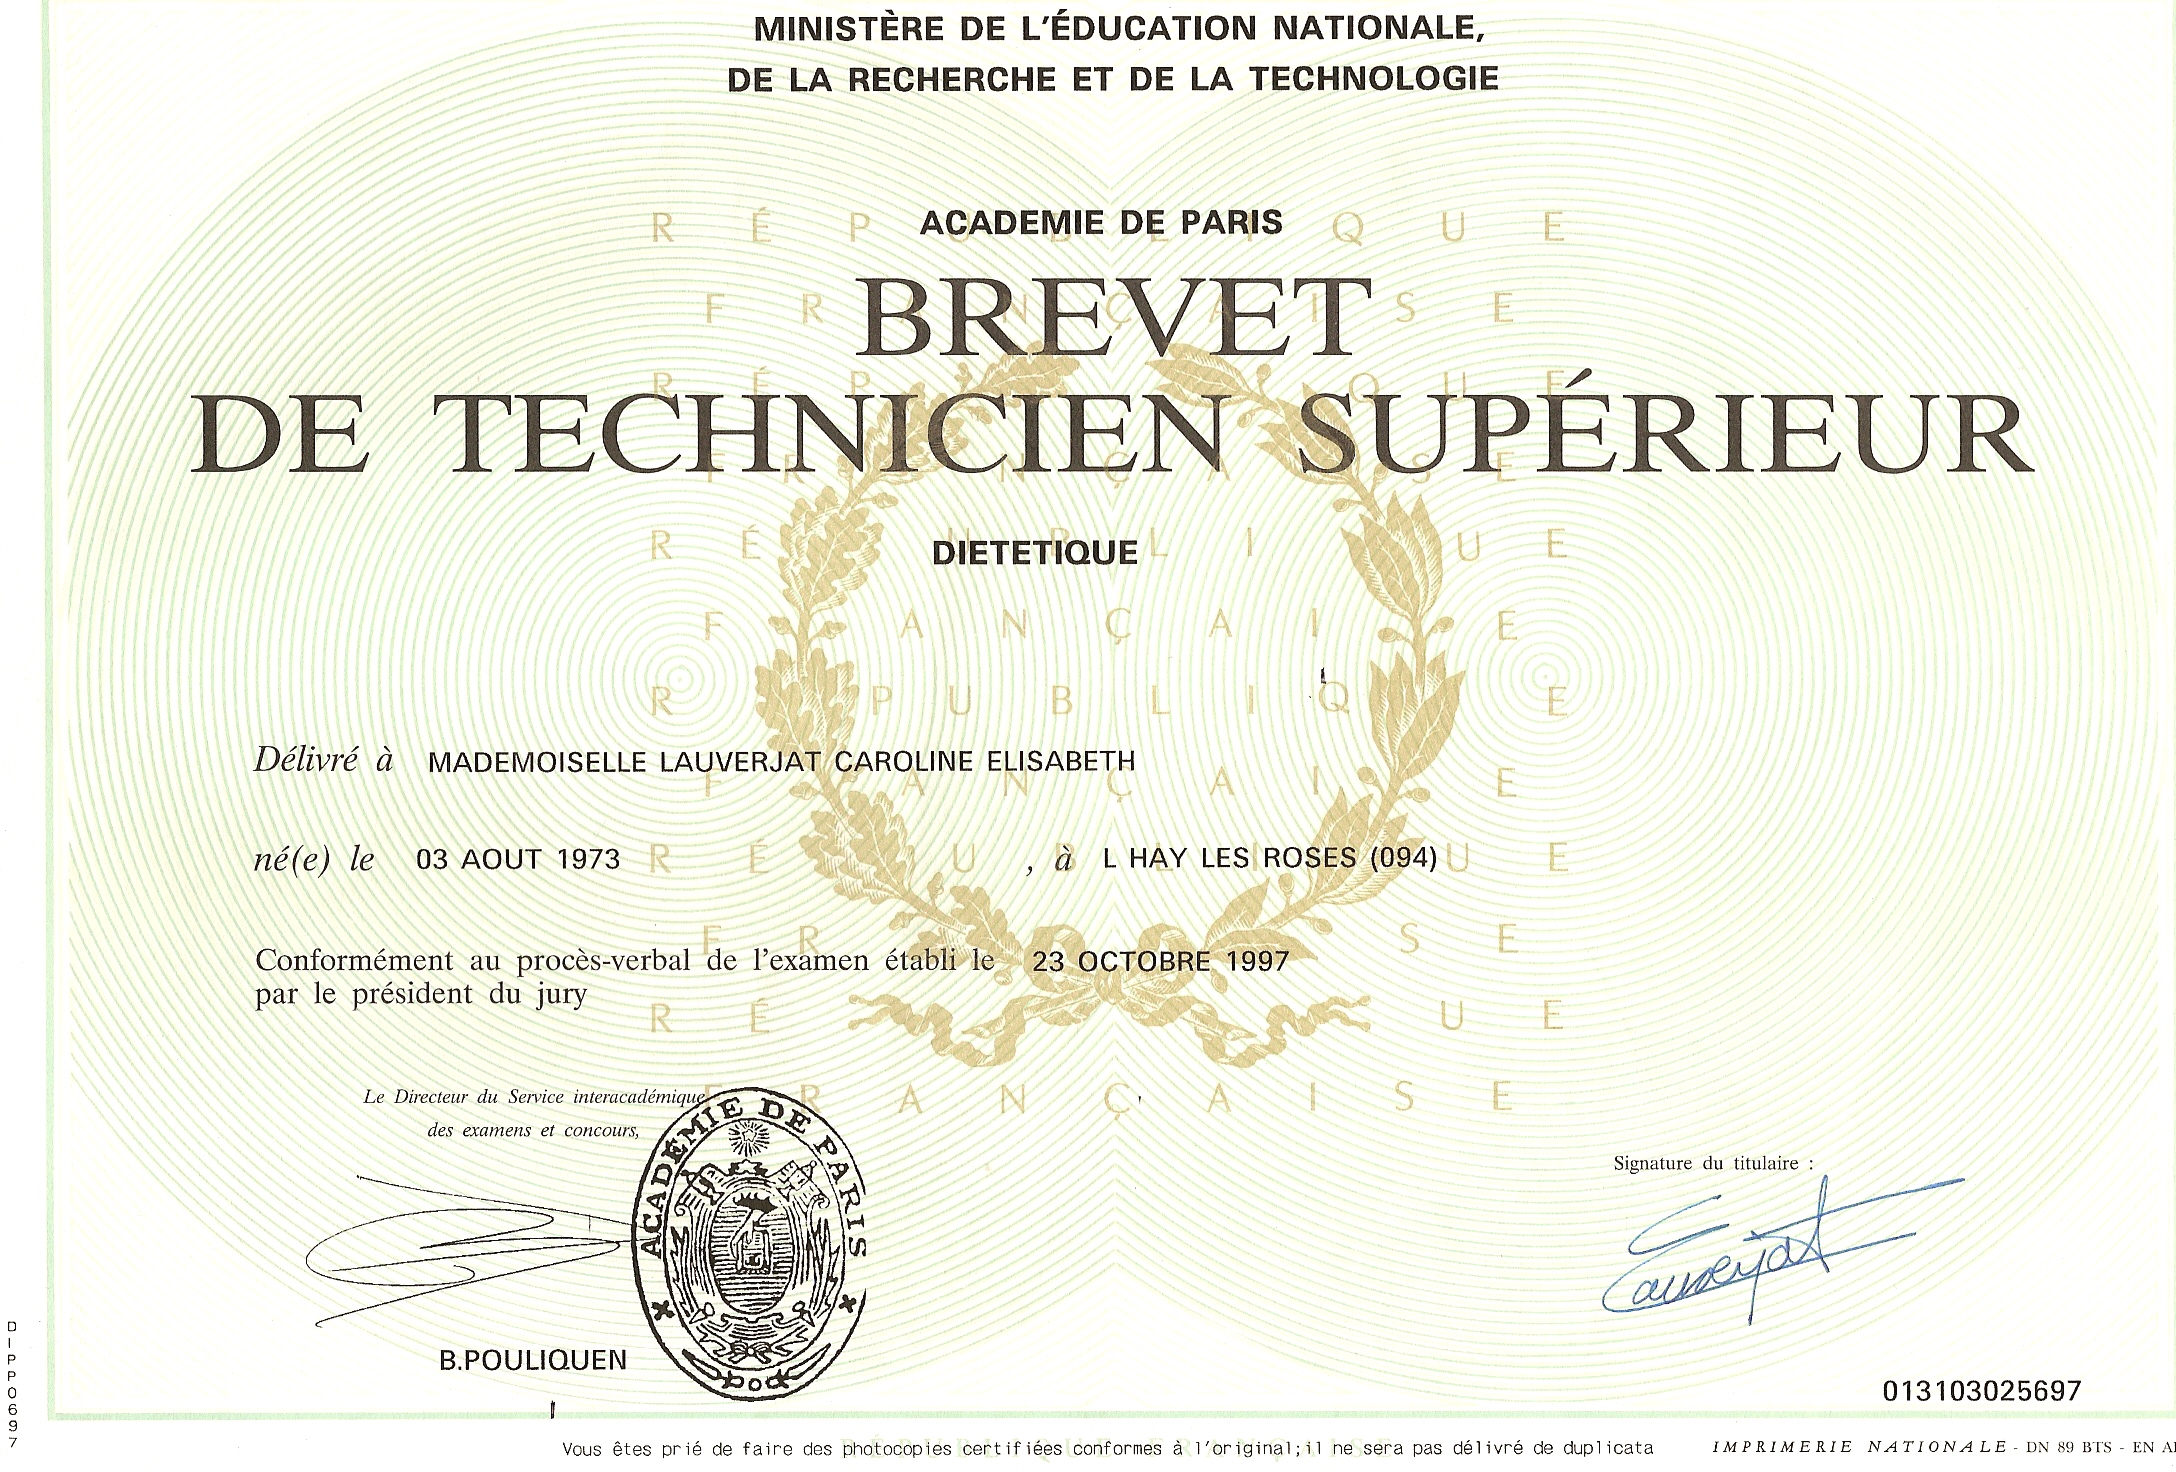 MINISTÈRE DE L'ÉDUCATION NATIONALE,
DE LA RECHERCHE ET DE LA TECHNOLOGIE
ACADEMIE DE PARIS
BREVET
DE TECHNICIEN SUPÉRIEUR
DIETETIQUE
Délivré à MADEMOISELLE LAUVERJAT CAROLINE ELISABETH
né(e) le 03 AOUT 1973 , à L HAY LES ROSES (094)
Conformément au procès-verbal de l'examen établi le 23 OCTOBRE 1997
par le président du jury
Le Directeur du Service interacadémique
des examens et concours,
ACADÉMIE DE PARIS
Signature du titulaire :
Lauverjat
B.POULIQUEN
013103025697
DIPP0697
Vous êtes prié de faire des photocopies certifiées conformes à l'original;il ne sera pas délivré de duplicata
IMPRIMERIE NATIONALE - DN 89 BTS - EN